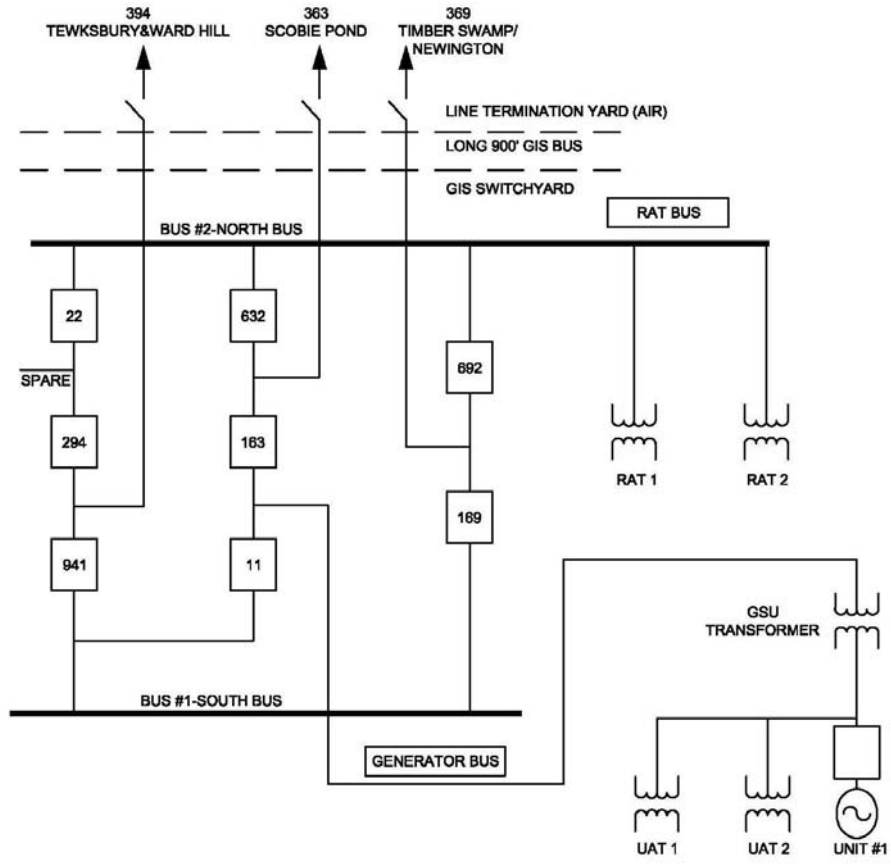 394
TEWKSBURY&WARD HILL
363
SCOBIE POND
369
TIMBER SWAMP/
NEWINGTON
LINE TERMINATION YARD (AIR)
LONG 900' GIS BUS
GIS SWITCHYARD
RAT BUS
BUS #2-NORTH BUS
22
632
692
SPARE
294
163
RAT 1
RAT 2
169
941
11
GSU
TRANSFORMER
BUS #1-SOUTH BUS
GENERATOR BUS
UAT 1
UAT 2
UNIT #1